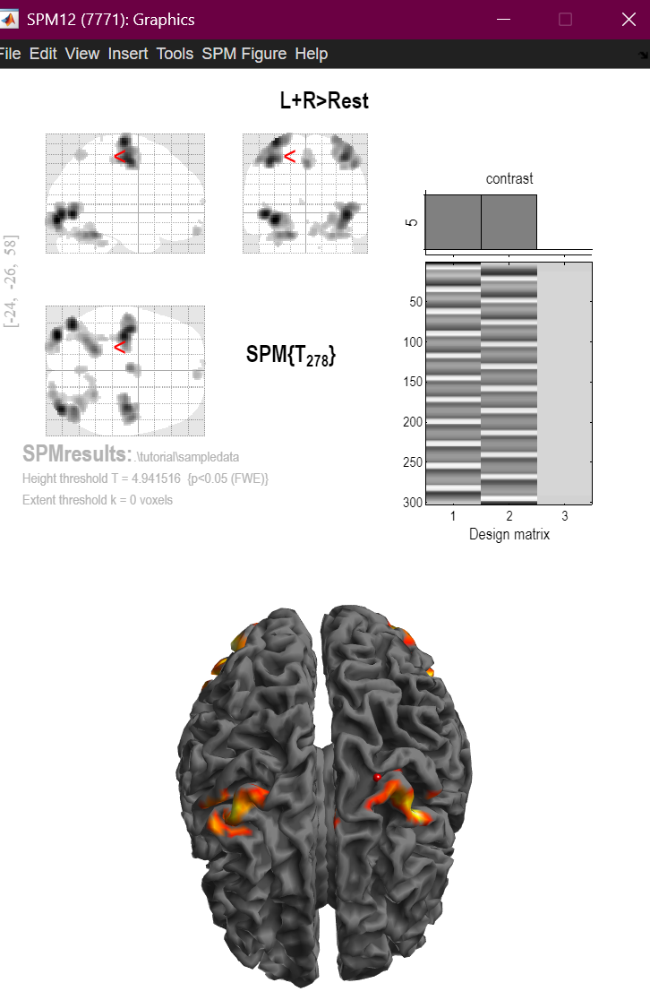 SPM12 (7771): Graphics
File Edit View Insert Tools SPM Figure Help
L+R>Rest
[-24, -26, 58]
<
<
<
SPM{T278}
contrast
5
50
100
150
200
250
300
1 2 3
Design matrix
SPMresults: .\tutorial\sampledata
Height threshold T = 4.941516 {p<0.05 (FWE)}
Extent threshold k = 0 voxels